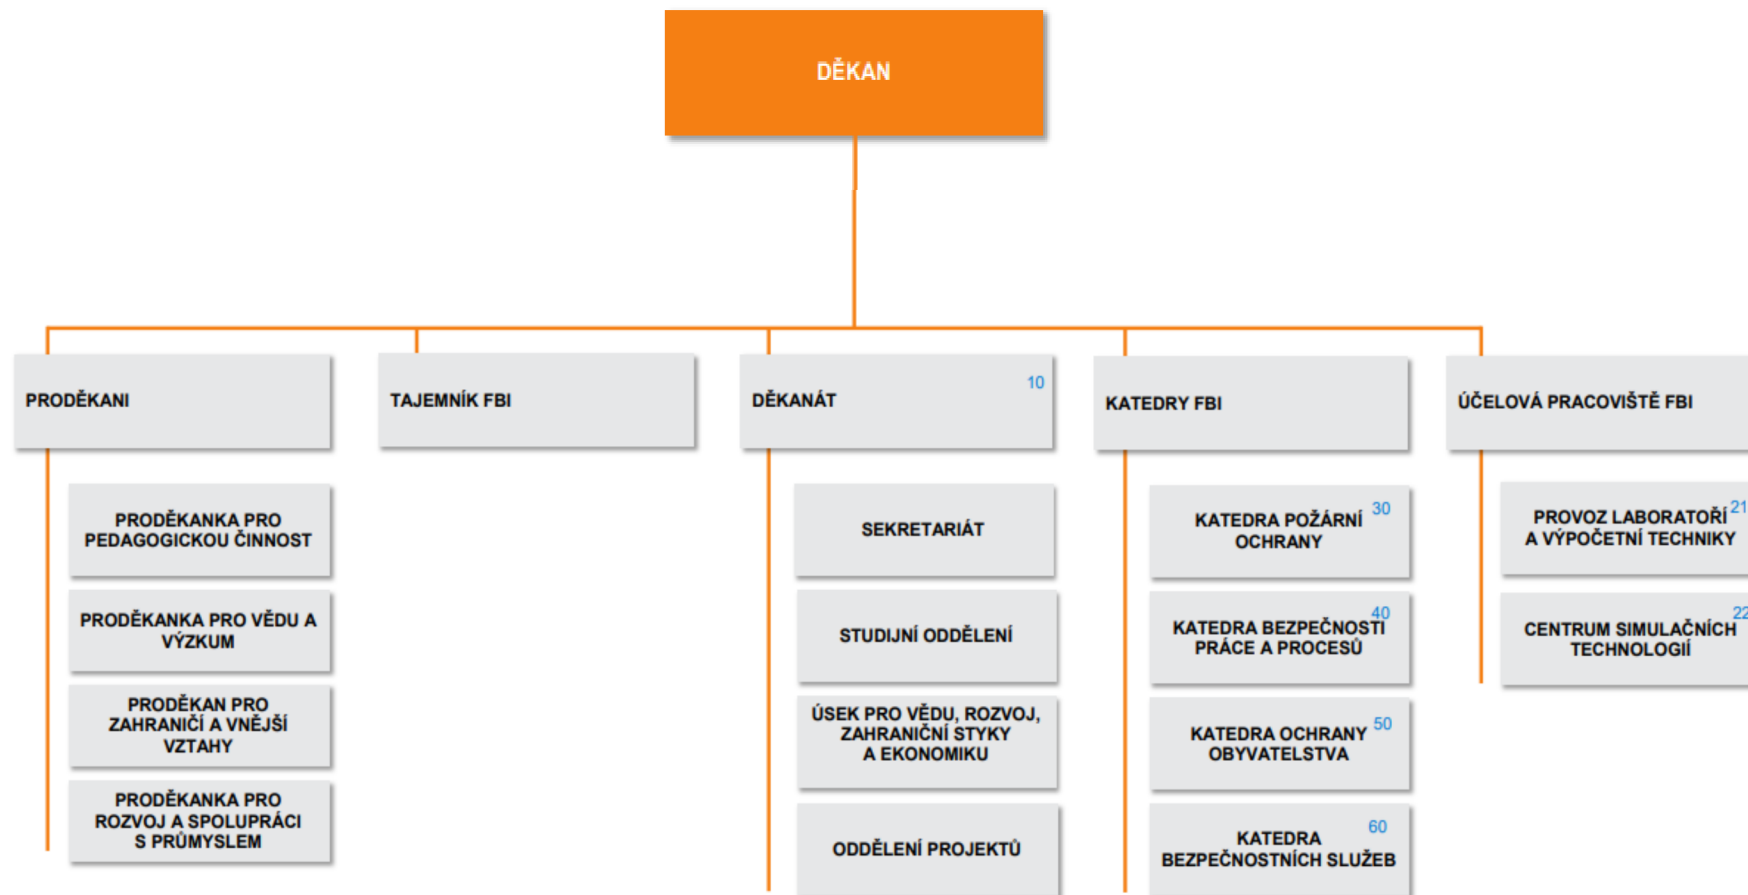 DĚKAN
PRODĚKANI
TAJEMNÍK FBI
DĚKANÁT 10
KATEDRY FBI
ÚČELOVÁ PRACOVIŠTĚ FBI
PRODĚKANKA PRO
PEDAGOGICKOU ČINNOST
PRODĚKANKA PRO VĚDU A
VÝZKUM
PRODĚKAN PRO
ZAHRANIČÍ A VNĚJŠÍ
VZTAHY
PRODĚKANKA PRO
ROZVOJ A SPOLUPRÁCI
S PRŮMYSLEM
SEKRETARIÁT
STUDIJNÍ ODDĚLENÍ
ÚSEK PRO VĚDU, ROZVOJ,
ZAHRANIČNÍ STYKY
A EKONOMIKU
ODDĚLENÍ PROJEKTŮ
KATEDRA POŽÁRNÍ 30
OCHRANY
KATEDRA BEZPEČNOSTI 40
PRÁCE A PROCESŮ
KATEDRA OCHRANY 50
OBYVATELSTVA
KATEDRA 60
BEZPEČNOSTNÍCH SLUŽEB
PROVOZ LABORATOŘÍ 21
A VÝPOČETNÍ TECHNIKY
CENTRUM SIMULAČNÍCH 22
TECHNOLOGIÍ